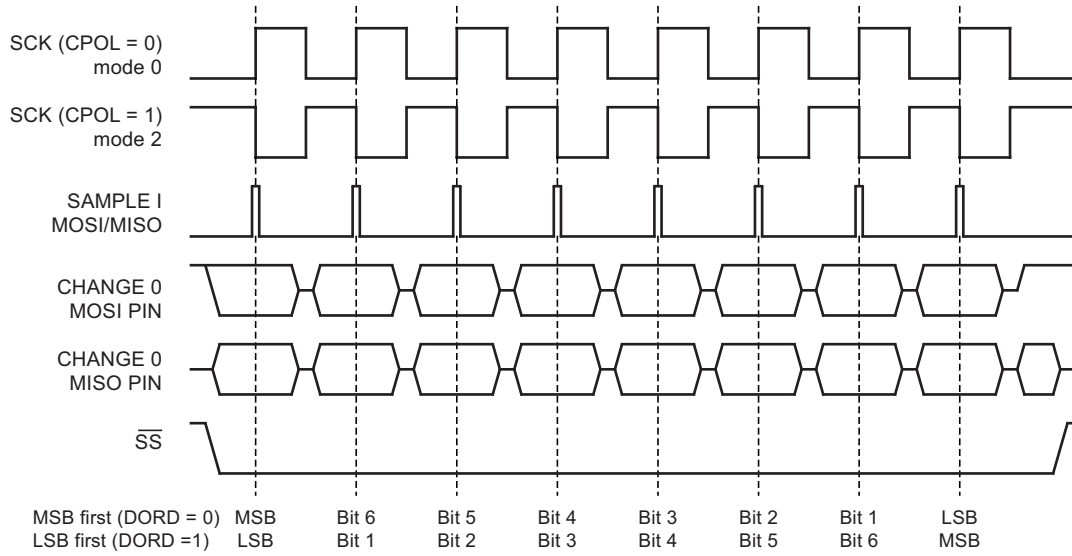 SCK (CPOL = 0)
mode 0
SCK (CPOL = 1)
mode 2
SAMPLE I
MOSI/MISO
CHANGE 0
MOSI PIN
CHANGE 0
MISO PIN
SS
MSB first (DORD = 0) MSB Bit 6 Bit 5 Bit 4 Bit 3 Bit 2 Bit 1 LSB
LSB first (DORD =1) LSB Bit 1 Bit 2 Bit 3 Bit 4 Bit 5 Bit 6 MSB